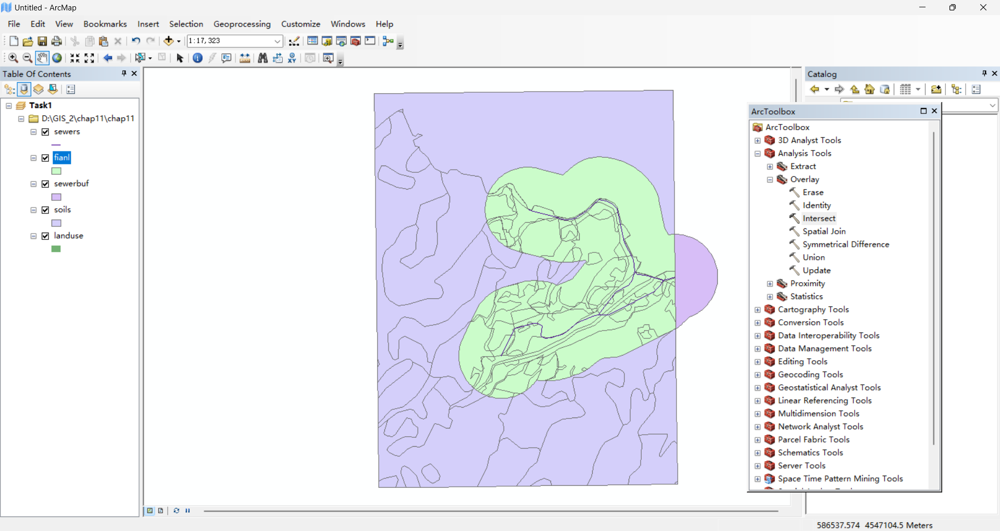 Untitled - ArcMap
File Edit View Bookmarks Insert Selection Geoprocessing Customize Windows Help
1:17,323
Table Of Contents
Task1
D:\GIS_2\chap11\chap11
sewers
fianl
sewerbuf
soils
landuse
Catalog
ArcToolbox
ArcToolbox
3D Analyst Tools
Analysis Tools
Extract
Overlay
Erase
Identity
Intersect
Spatial Join
Symmetrical Difference
Union
Update
Proximity
Statistics
Cartography Tools
Conversion Tools
Data Interoperability Tools
Data Management Tools
Editing Tools
Geocoding Tools
Geostatistical Analyst Tools
Linear Referencing Tools
Multidimension Tools
Network Analyst Tools
Parcel Fabric Tools
Schematics Tools
Server Tools
Space Time Pattern Mining Tools
586537.574 4547104.5 Meters